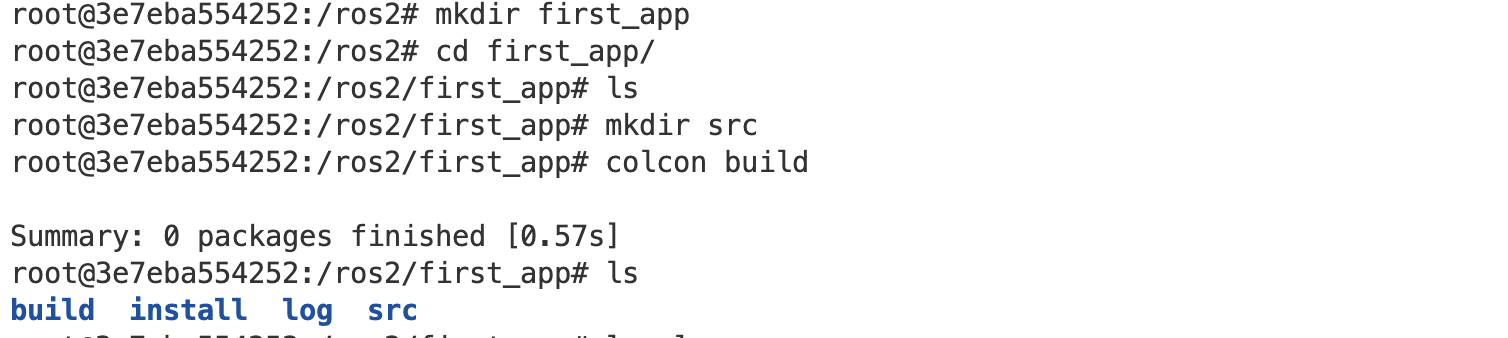 root@3e7eba554252:/ros2# mkdir first_app
root@3e7eba554252:/ros2# cd first_app/
root@3e7eba554252:/ros2/first_app# ls
root@3e7eba554252:/ros2/first_app# mkdir src
root@3e7eba554252:/ros2/first_app# colcon build
Summary: 0 packages finished [0.57s]
root@3e7eba554252:/ros2/first_app# ls
build  install  log  src